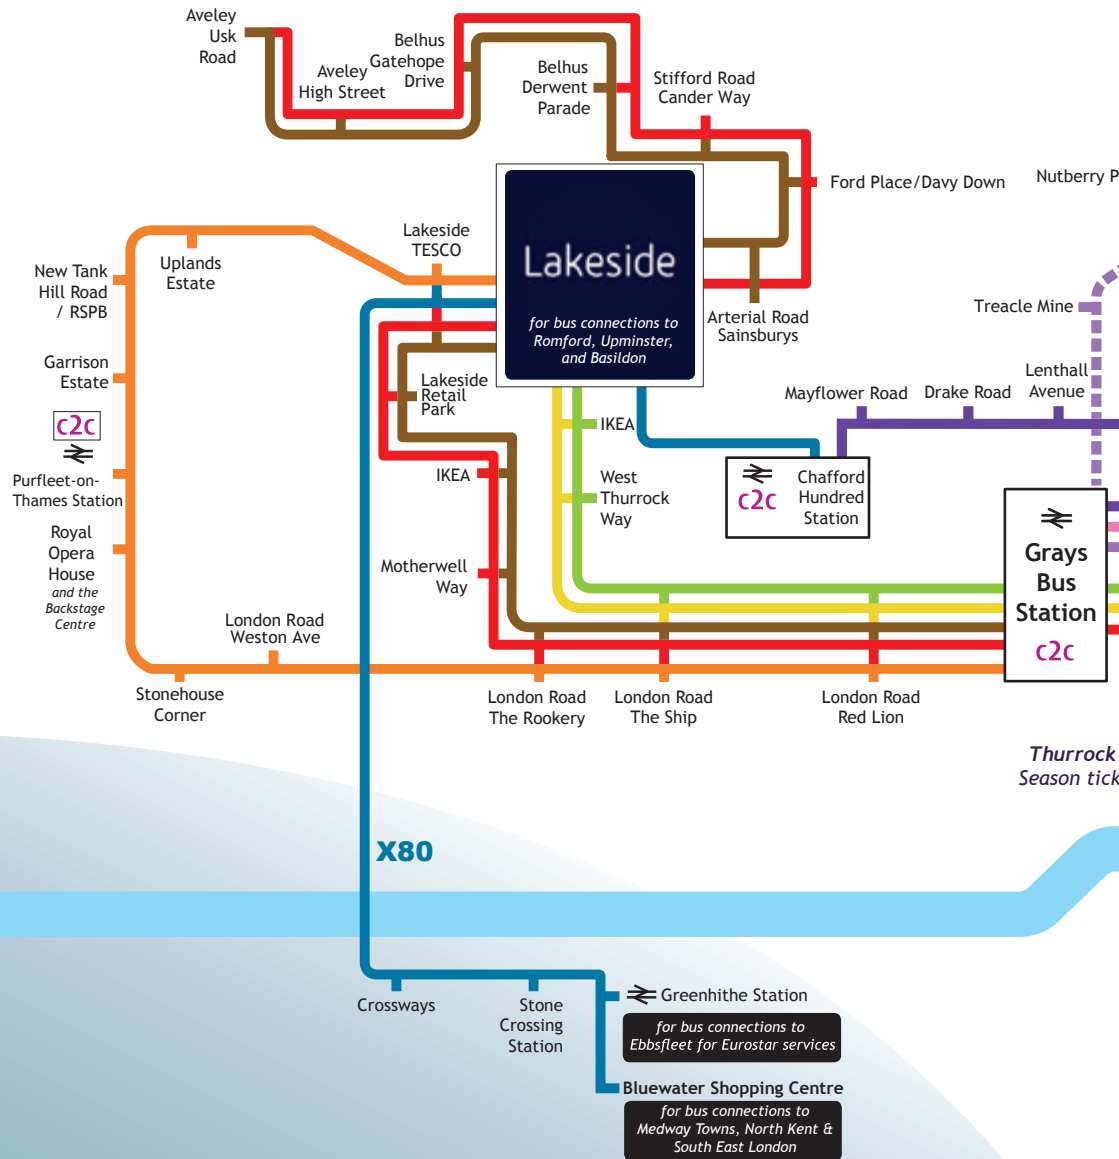 Aveley
Usk
Road
Aveley
High Street
Belhus
Gatehope
Drive
Belhus
Derwent
Parade
Stifford Road
Cander Way
Ford Place/Davy Down
Nutberry P
Lakeside
TESCO
Lakeside
for bus connections to
Romford, Upminster,
and Basildon
Uplands
Estate
New Tank
Hill Road
/ RSPB
Arterial Road
Sainsburys
Treacle Mine
Garrison
Estate
Lakeside
Retail
Park
Mayflower Road
Drake Road
Lenthall
Avenue
c2c
Purfleet-on-
Thames Station
IKEA
IKEA
West
Thurrock
Way
c2c
Chafford
Hundred
Station
Royal
Opera
House
and the
Backstage
Centre
Motherwell
Way
Grays
Bus
Station
c2c
London Road
Weston Ave
Stonehouse
Corner
London Road
The Rookery
London Road
The Ship
London Road
Red Lion
Thurrock
Season tick
X80
Crossways
Stone
Crossing
Station
Greenhithe Station
for bus connections to
Ebbsfleet for Eurostar services
Bluewater Shopping Centre
for bus connections to
Medway Towns, North Kent &
South East London